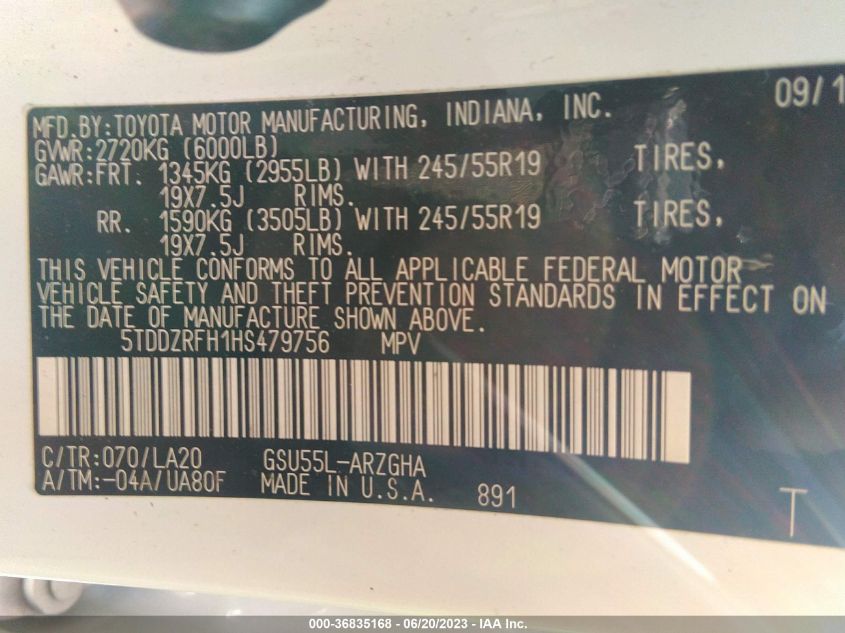 09/1
MFD.BY:TOYOTA MOTOR MANUFACTURING, INDIANA, INC.
GVWR:2720KG (6000LB)
GAWR:FRT. 1345KG (2955LB) WITH 245/55R19 TIRES,
19X7.5J RIMS.
RR. 1590KG (3505LB) WITH 245/55R19 TIRES,
19X7.5J RIMS.
THIS VEHICLE CONFORMS TO ALL APPLICABLE FEDERAL MOTOR
VEHICLE SAFETY AND THEFT PREVENTION STANDARDS IN EFFECT ON
THE DATE OF MANUFACTURE SHOWN ABOVE.
5TDDZRFH1HS479756 MPV
C/TR:070/LA20 GSU55L-ARZGHA
A/TM:-04A/UA80F MADE IN U.S.A. 891 T
000-36835168 - 06/20/2023 - IAA Inc.